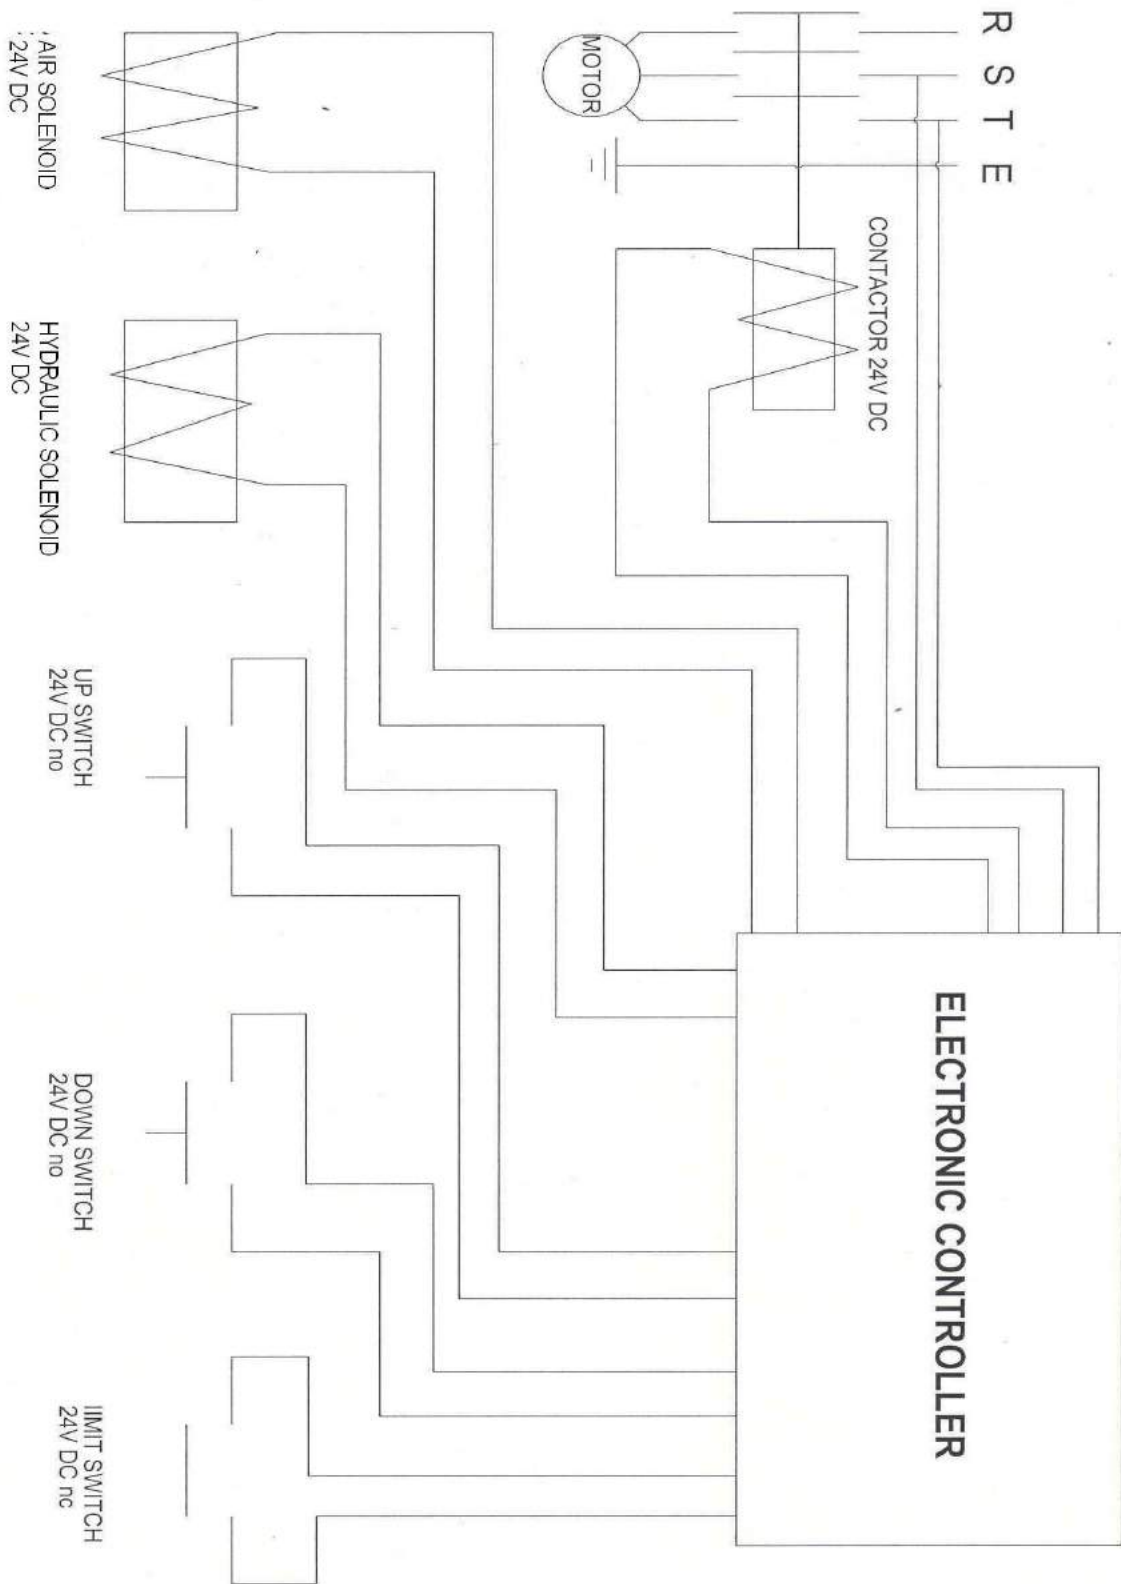 R
S
T
E
MOTOR
CONTACTOR 24V DC
AIR SOLENOID
24V DC
HYDRAULIC SOLENOID
24V DC
UP SWITCH
24V DC no
DOWN SWITCH
24V DC no
lIMIT SWITCH
24V DC nc
ELECTRONIC CONTROLLER